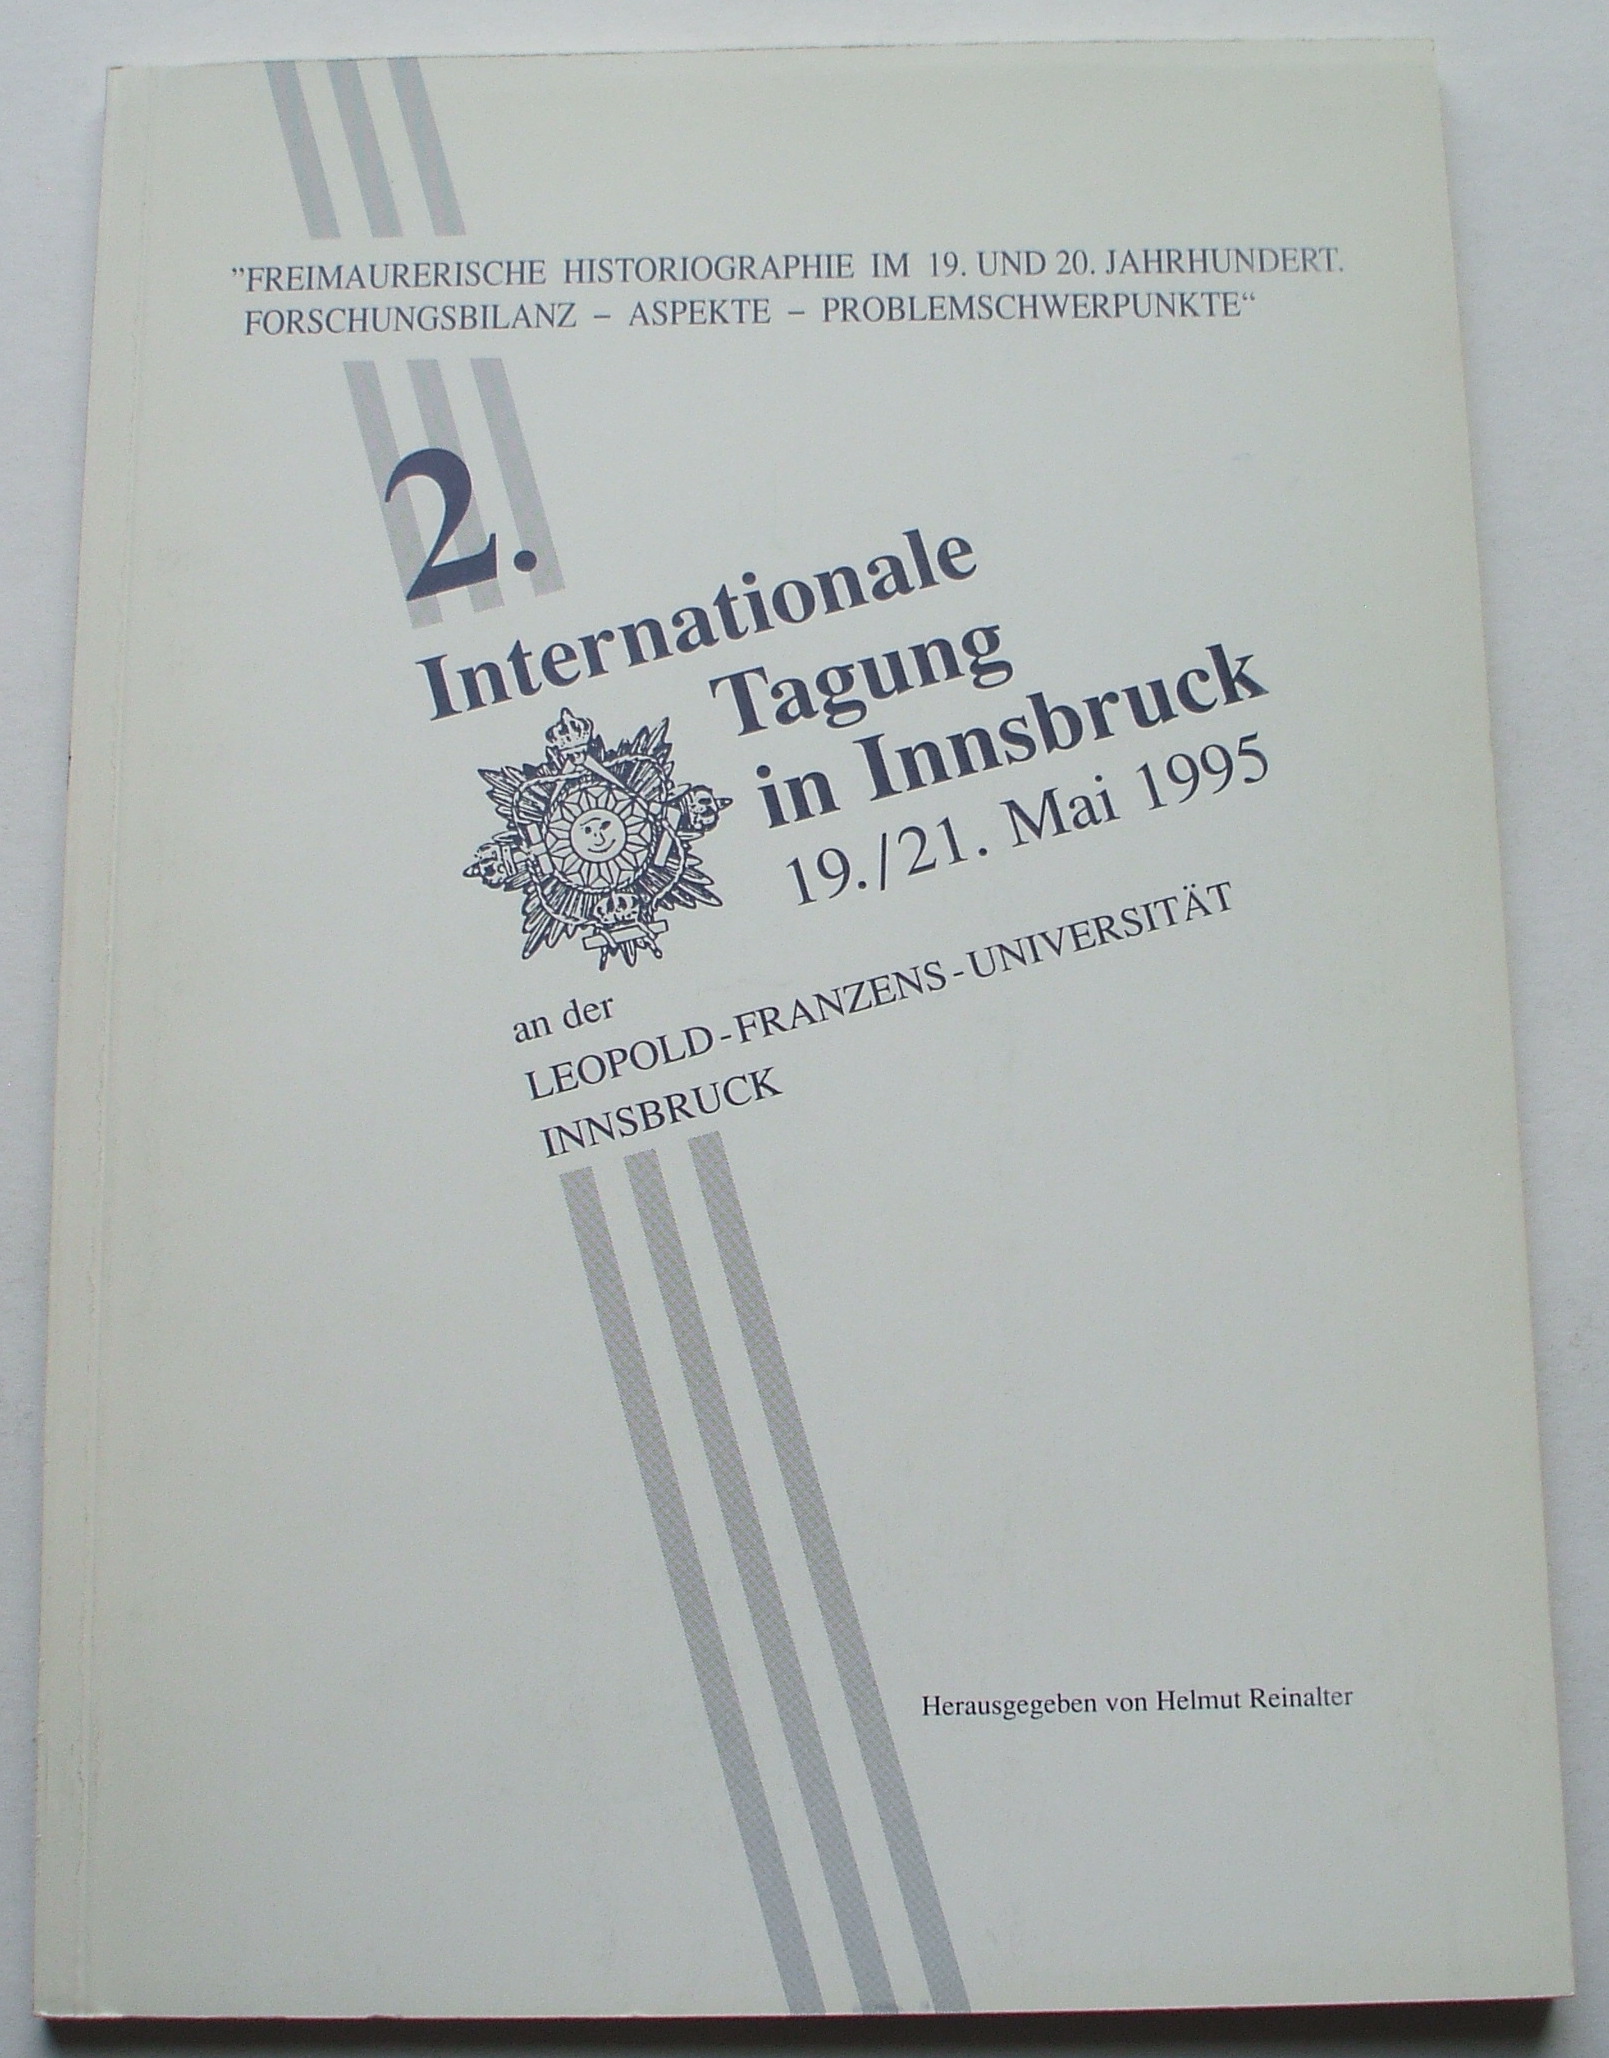 ”FREIMAURERISCHE HISTORIOGRAPHIE IM 19. UND 20. JAHRHUNDERT.
FORSCHUNGSBILANZ – ASPEKTE – PROBLEMSCHWERPUNKTE“
2.
Internationale
Tagung
in Innsbruck
19./21. Mai 1995
an der
LEOPOLD-FRANZENS-UNIVERSITÄT
INNSBRUCK
Herausgegeben von Helmut Reinalter